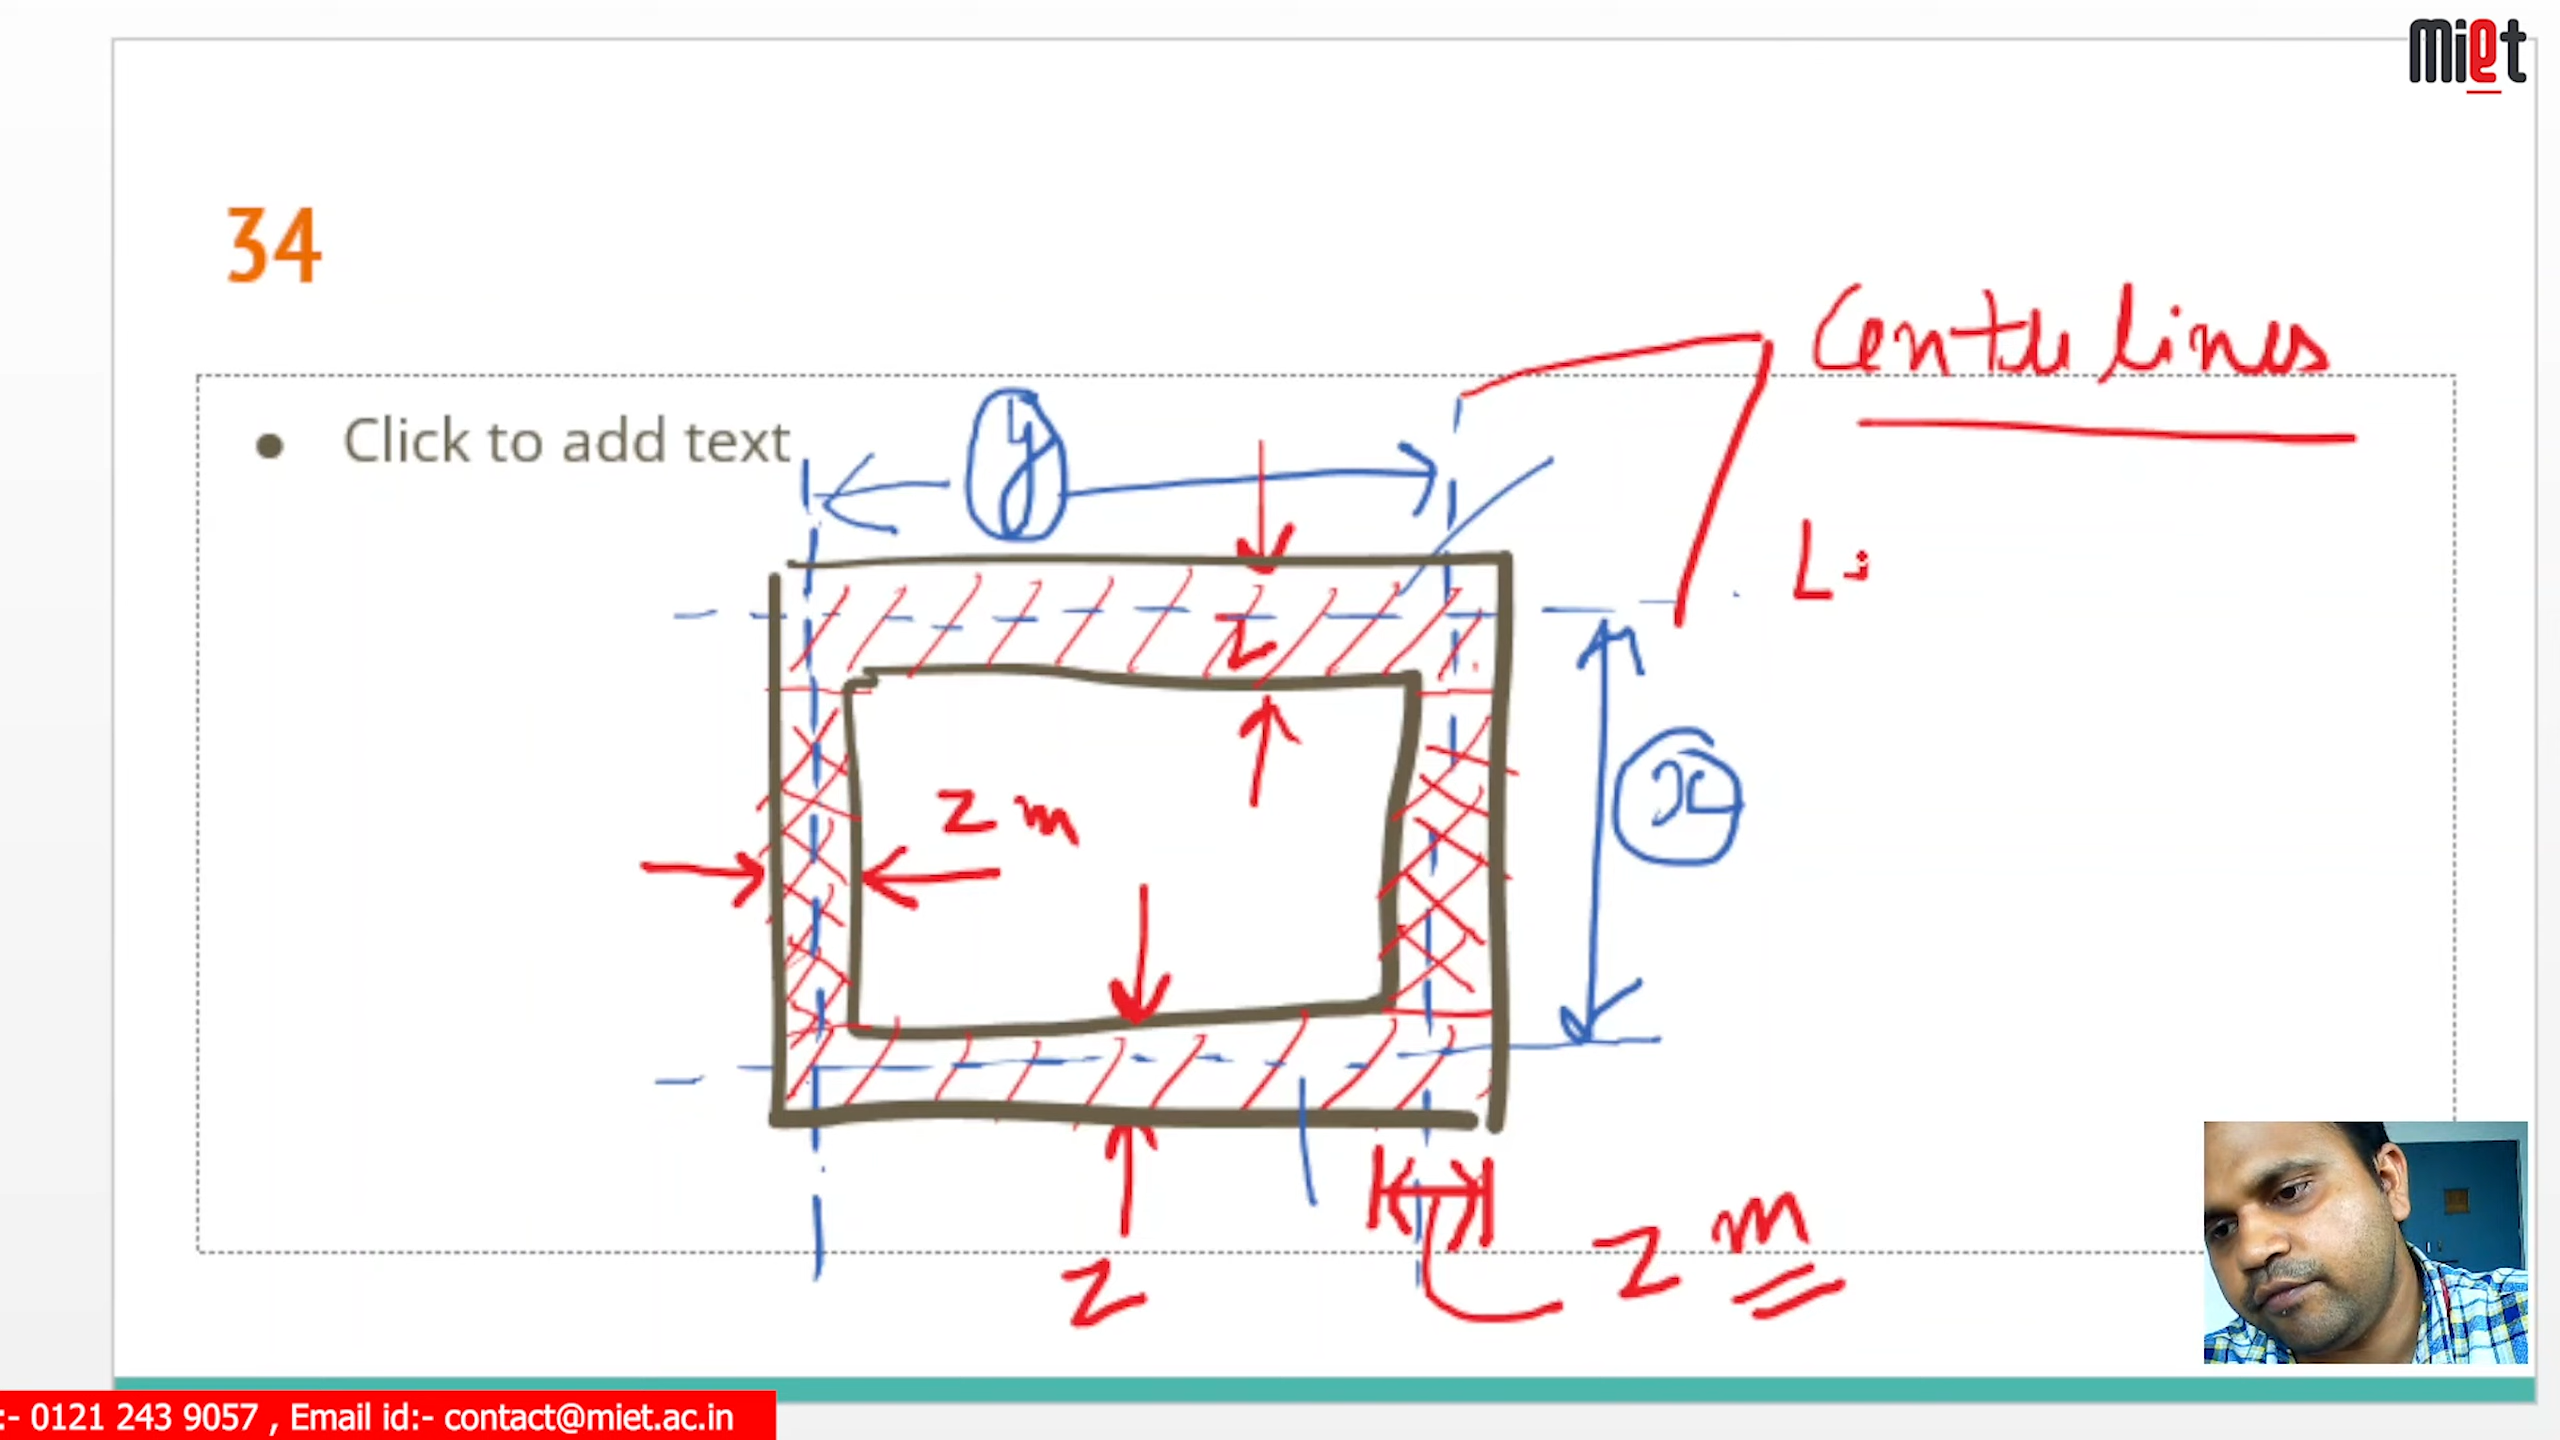 miet
34
Centre lines
• Click to add text
y
L
z
x
z m
z m
z
:- 0121 243 9057 , Email id:- contact@miet.ac.in